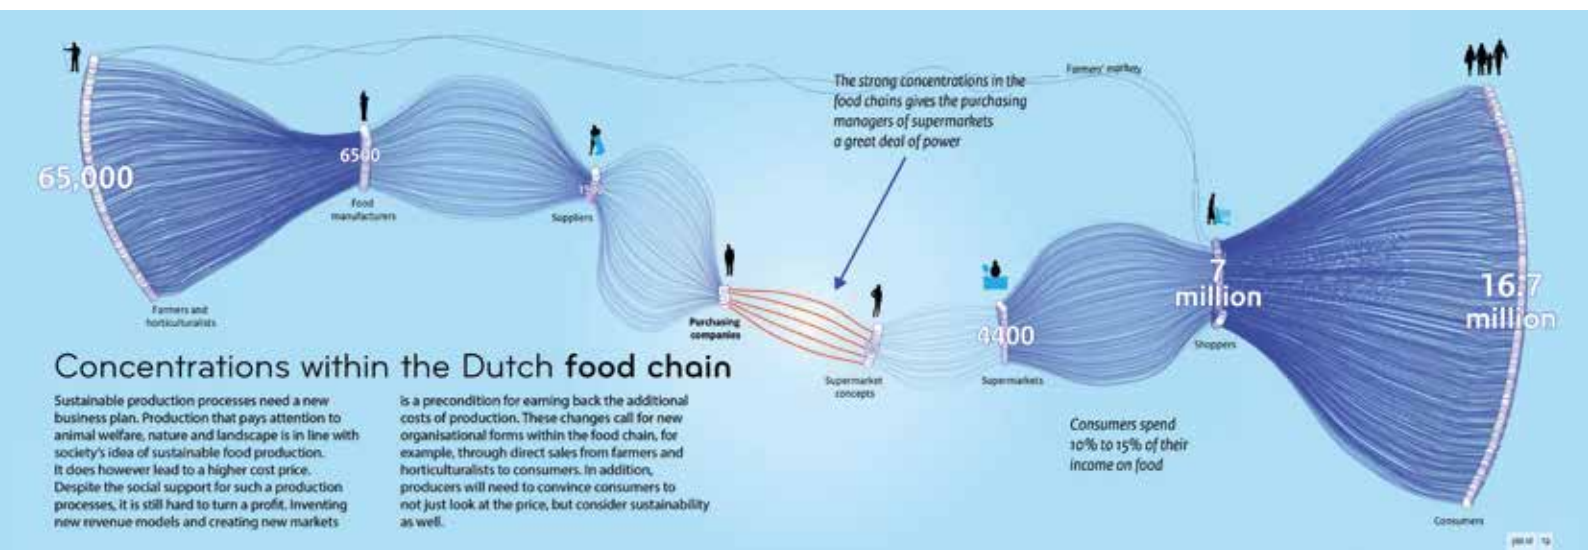 65,000
Farmers and
horticulturalists
6500
Food
manufacturers
Suppliers
Purchasing
companies
The strong concentrations in the
food chains gives the purchasing
managers of supermarkets
a great deal of power
Supermarket
concepts
4400
Supermarkets
Farmers' market
7
million
Shoppers
16.7
million
Consumers
Consumers spend
10% to 15% of their
income on food
Concentrations within the Dutch food chain
Sustainable production processes need a new
business plan. Production that pays attention to
animal welfare, nature and landscape is in line with
society's idea of sustainable food production.
It does however lead to a higher cost price.
Despite the social support for such a production
processes, it is still hard to turn a profit. Inventing
new revenue models and creating new markets
is a precondition for earning back the additional
costs of production. These changes call for new
organisational forms within the food chain, for
example, through direct sales from farmers and
horticulturalists to consumers. In addition,
producers will need to convince consumers to
not just look at the price, but consider sustainability
as well.